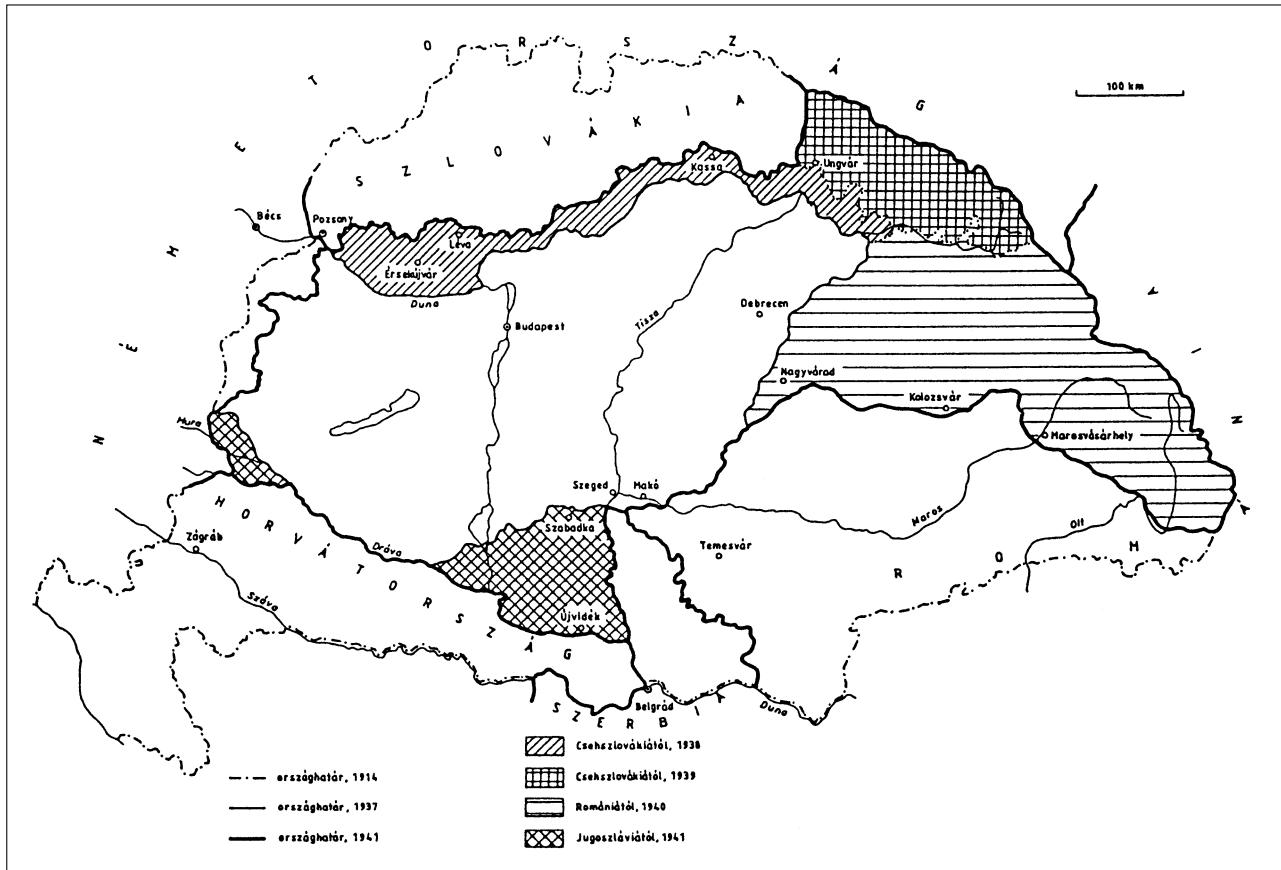 NÉMETORSZÁG
100 km
SZLOVÁKIA
Kassa
Ungvár
Bécs
Pozsony
Léva
Érsekújvár
Duna
Tisza
Debrecen
Budapest
Nagyvárad
Kolozsvár
Mura
Marosvásárhely
Szeged
Makó
Maros
Olt
Szabadka
HORVÁTORSZÁG
Zágráb
Dráva
Temesvár
ROMÁNIA
Száva
Újvidék
Belgrád
SZERBIA
Duna
országhatár, 1914
országhatár, 1937
országhatár, 1941
Csehszlovákiától, 1938
Csehszlovákiától, 1939
Romániától, 1940
Jugoszláviától, 1941